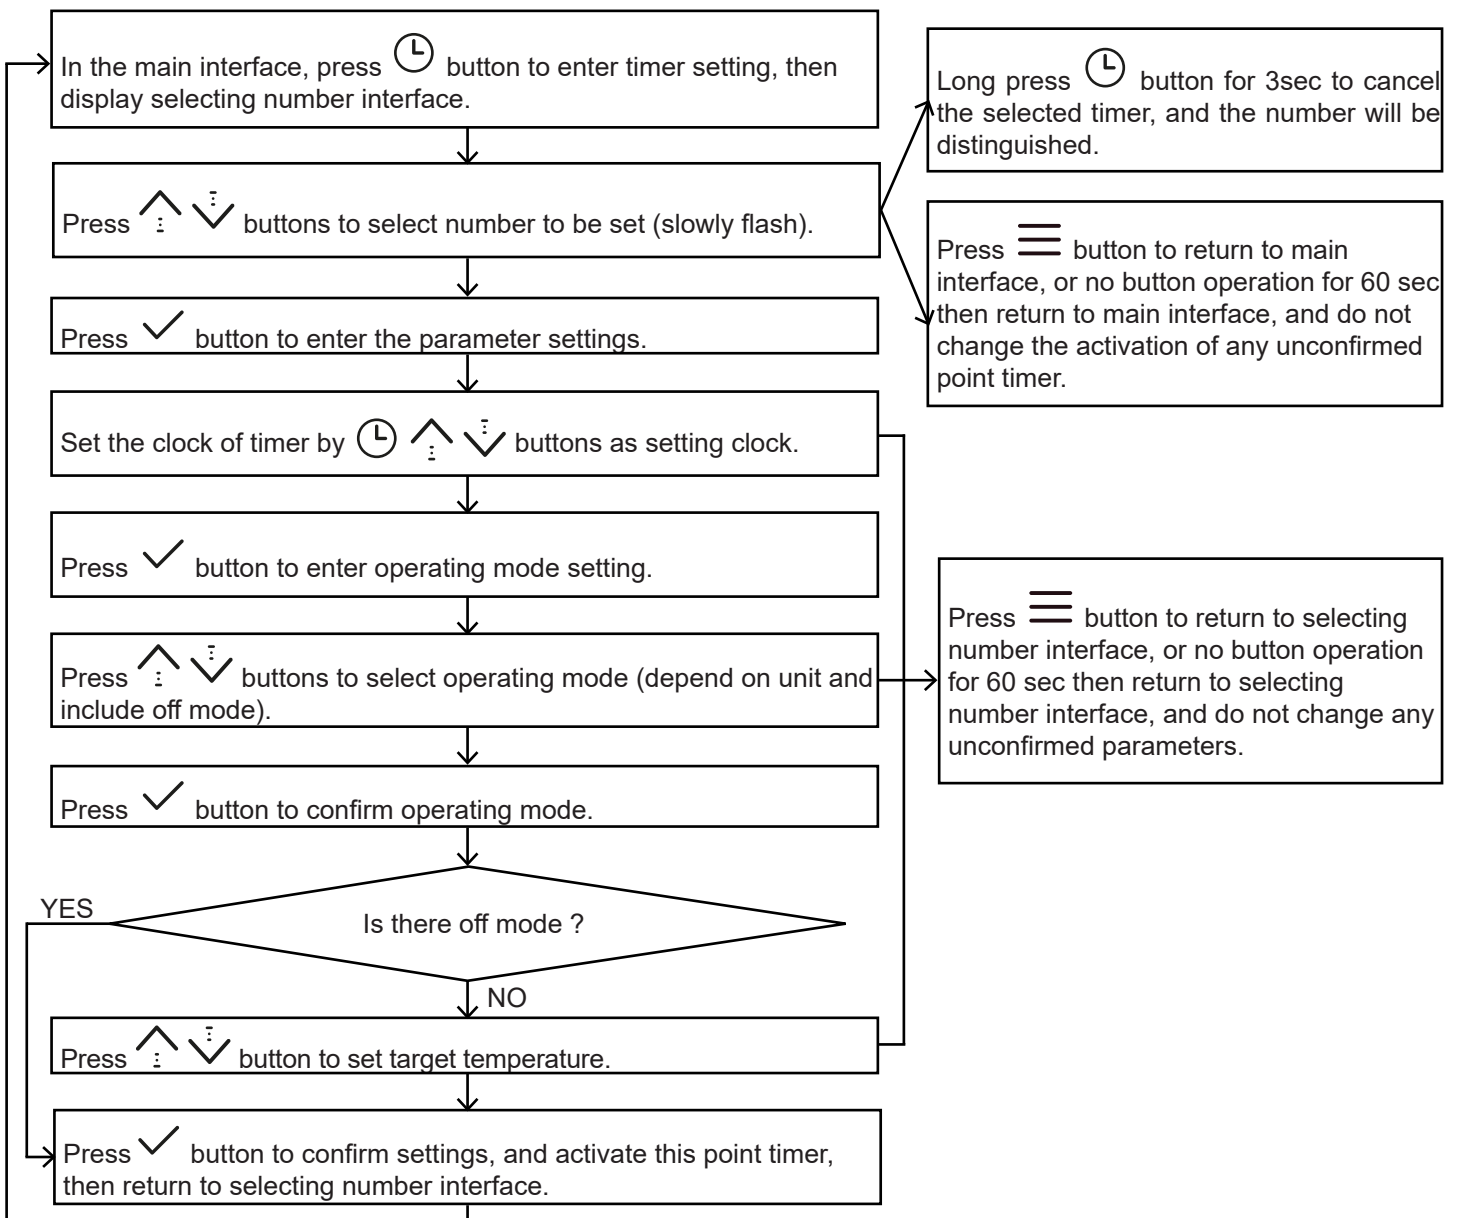 In the main interface, press button to enter timer setting, then
display selecting number interface.
Long press button for 3sec to cancel
the selected timer, and the number will be
distinguished.
Press buttons to select number to be set (slowly flash).
Press button to return to main
interface, or no button operation for 60 sec
then return to main interface, and do not
change the activation of any unconfirmed
point timer.
Press button to enter the parameter settings.
Set the clock of timer by buttons as setting clock.
Press button to enter operating mode setting.
Press buttons to select operating mode (depend on unit and
include off mode).
Press button to return to selecting
number interface, or no button operation
for 60 sec then return to selecting
number interface, and do not change any
unconfirmed parameters.
Press button to confirm operating mode.
YES
Is there off mode ?
NO
Press button to set target temperature.
Press button to confirm settings, and activate this point timer,
then return to selecting number interface.